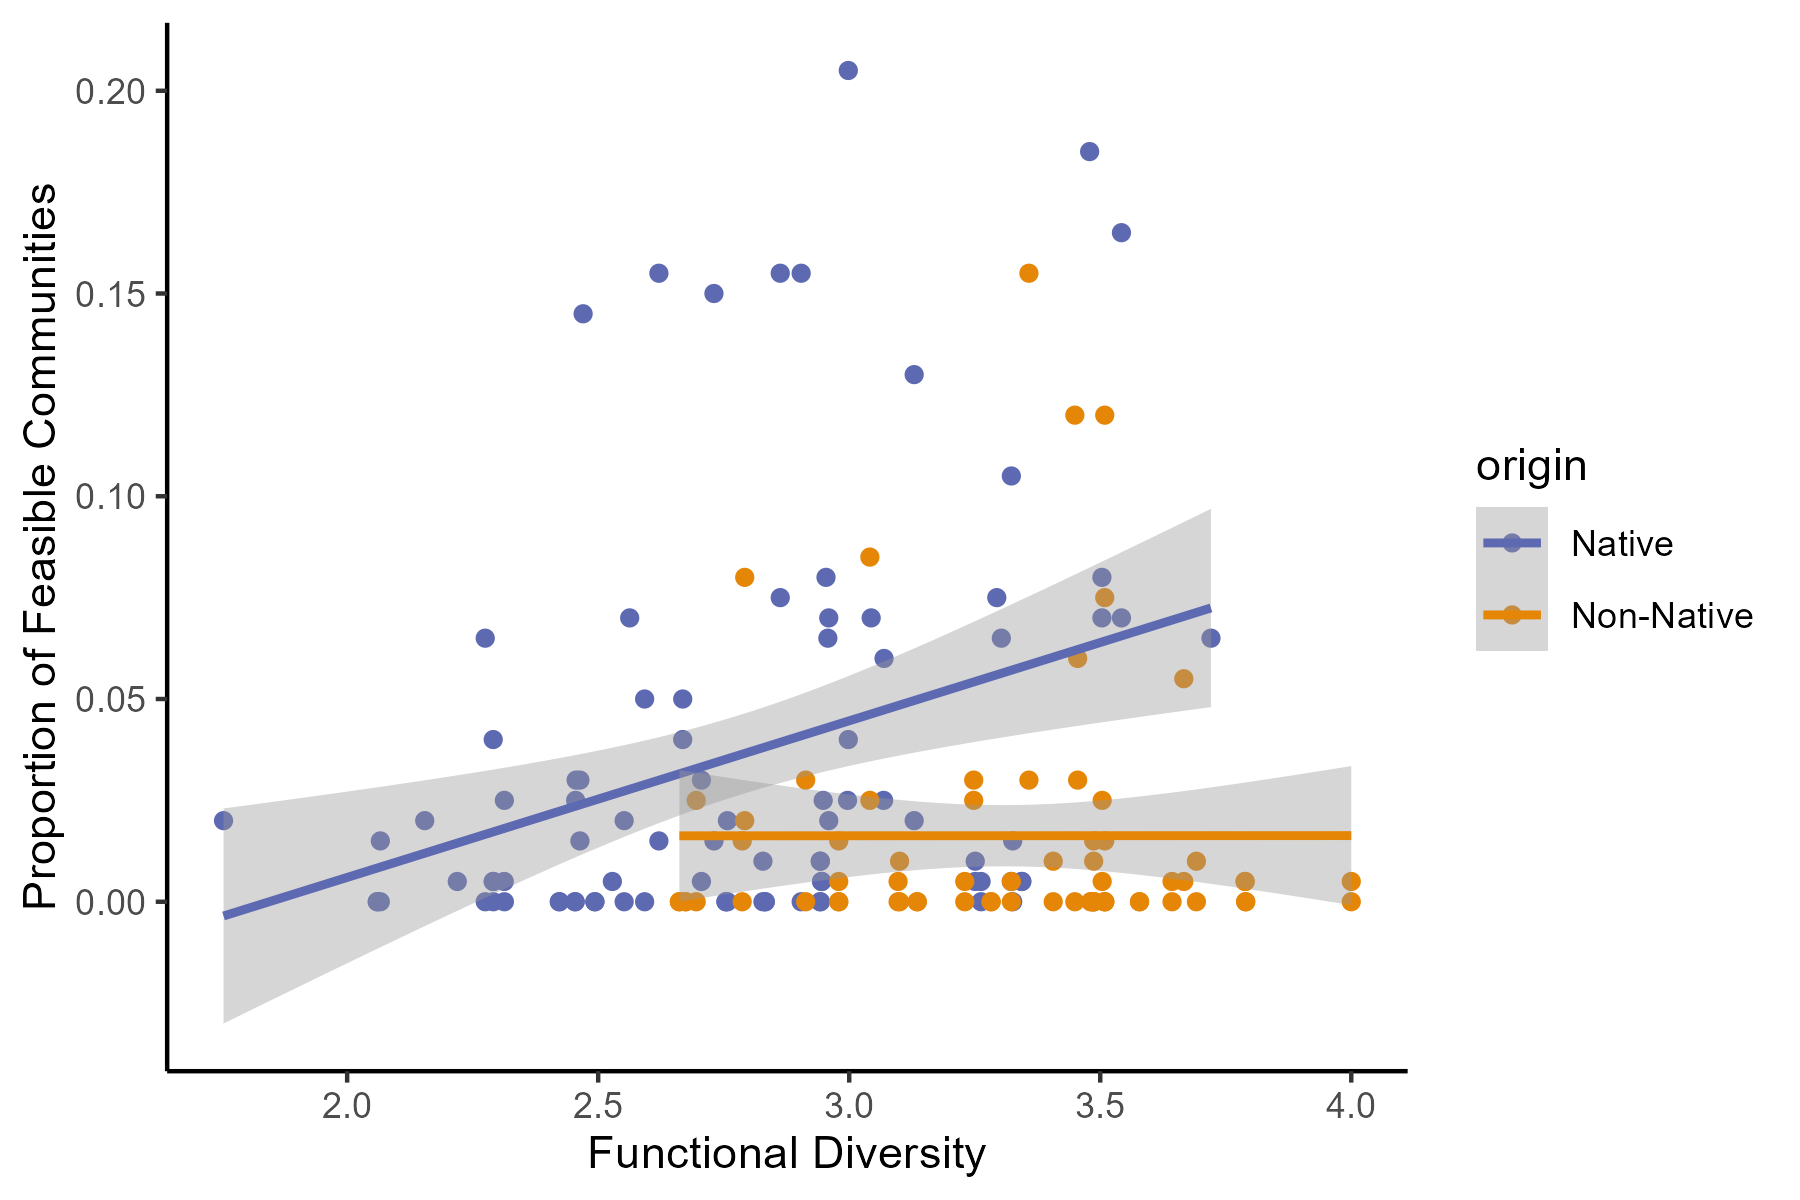 Proportion of Feasible Communities
0.20
0.15
0.10
0.05
0.00
2.0 2.5 3.0 3.5 4.0
Functional Diversity
origin
Native
Non-Native